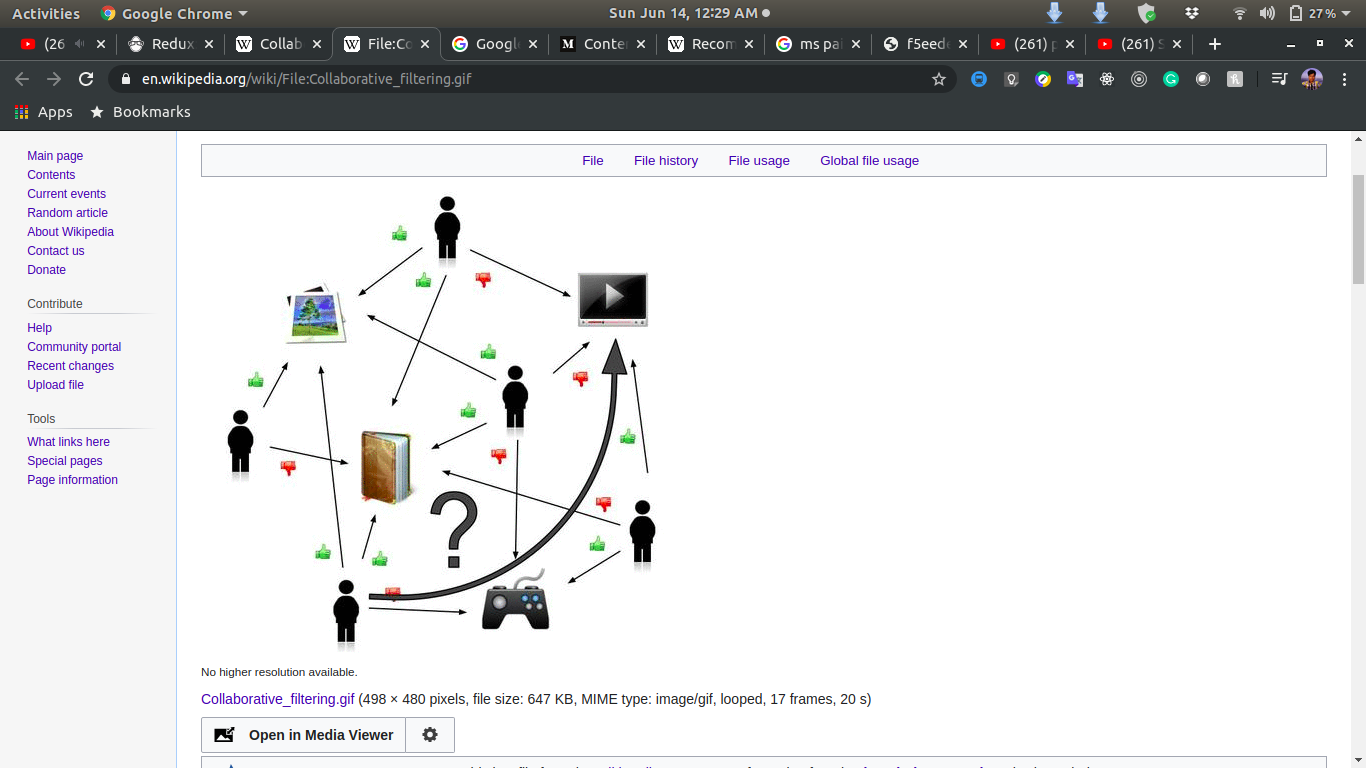 Activities Google Chrome Sun Jun 14, 12:29 AM 27%
(26 Redux Collab File:Co Google Conter Recom ms pai f5eede (261) p (261) S
en.wikipedia.org/wiki/File:Collaborative_filtering.gif
Apps Bookmarks
File File history File usage Global file usage
Main page
Contents
Current events
Random article
About Wikipedia
Contact us
Donate
Contribute
Help
Community portal
Recent changes
Upload file
Tools
What links here
Special pages
Page information
?
No higher resolution available.
Collaborative_filtering.gif (498 × 480 pixels, file size: 647 KB, MIME type: image/gif, looped, 17 frames, 20 s)
Open in Media Viewer